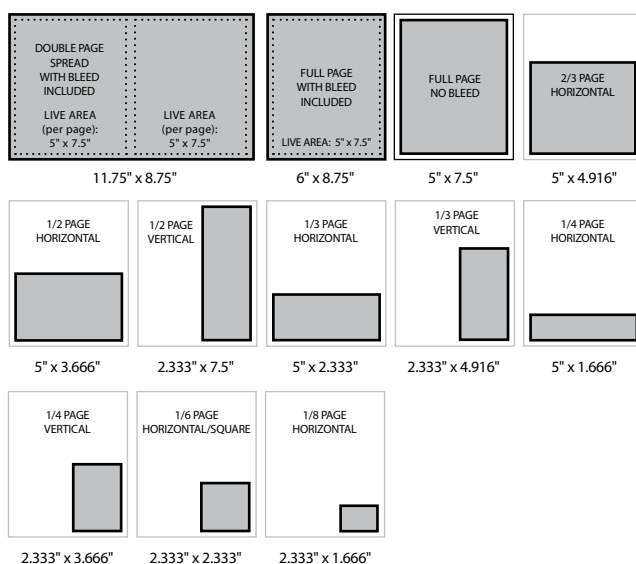 DOUBLE PAGE
SPREAD
WITH BLEED
INCLUDED
LIVE AREA
(per page):
5" x 7.5"
LIVE AREA
(per page):
5" x 7.5"
11.75" x 8.75"
FULL PAGE
WITH BLEED
INCLUDED
LIVE AREA: 5" x 7.5"
6" x 8.75"
FULL PAGE
NO BLEED
5" x 7.5"
2/3 PAGE
HORIZONTAL
5" x 4.916"
1/2 PAGE
HORIZONTAL
5" x 3.666"
1/2 PAGE
VERTICAL
2.333" x 7.5"
1/3 PAGE
HORIZONTAL
5" x 2.333"
1/3 PAGE
VERTICAL
2.333" x 4.916"
1/4 PAGE
HORIZONTAL
5" x 1.666"
1/4 PAGE
VERTICAL
2.333" x 3.666"
1/6 PAGE
HORIZONTAL/SQUARE
2.333" x 2.333"
1/8 PAGE
HORIZONTAL
2.333" x 1.666"